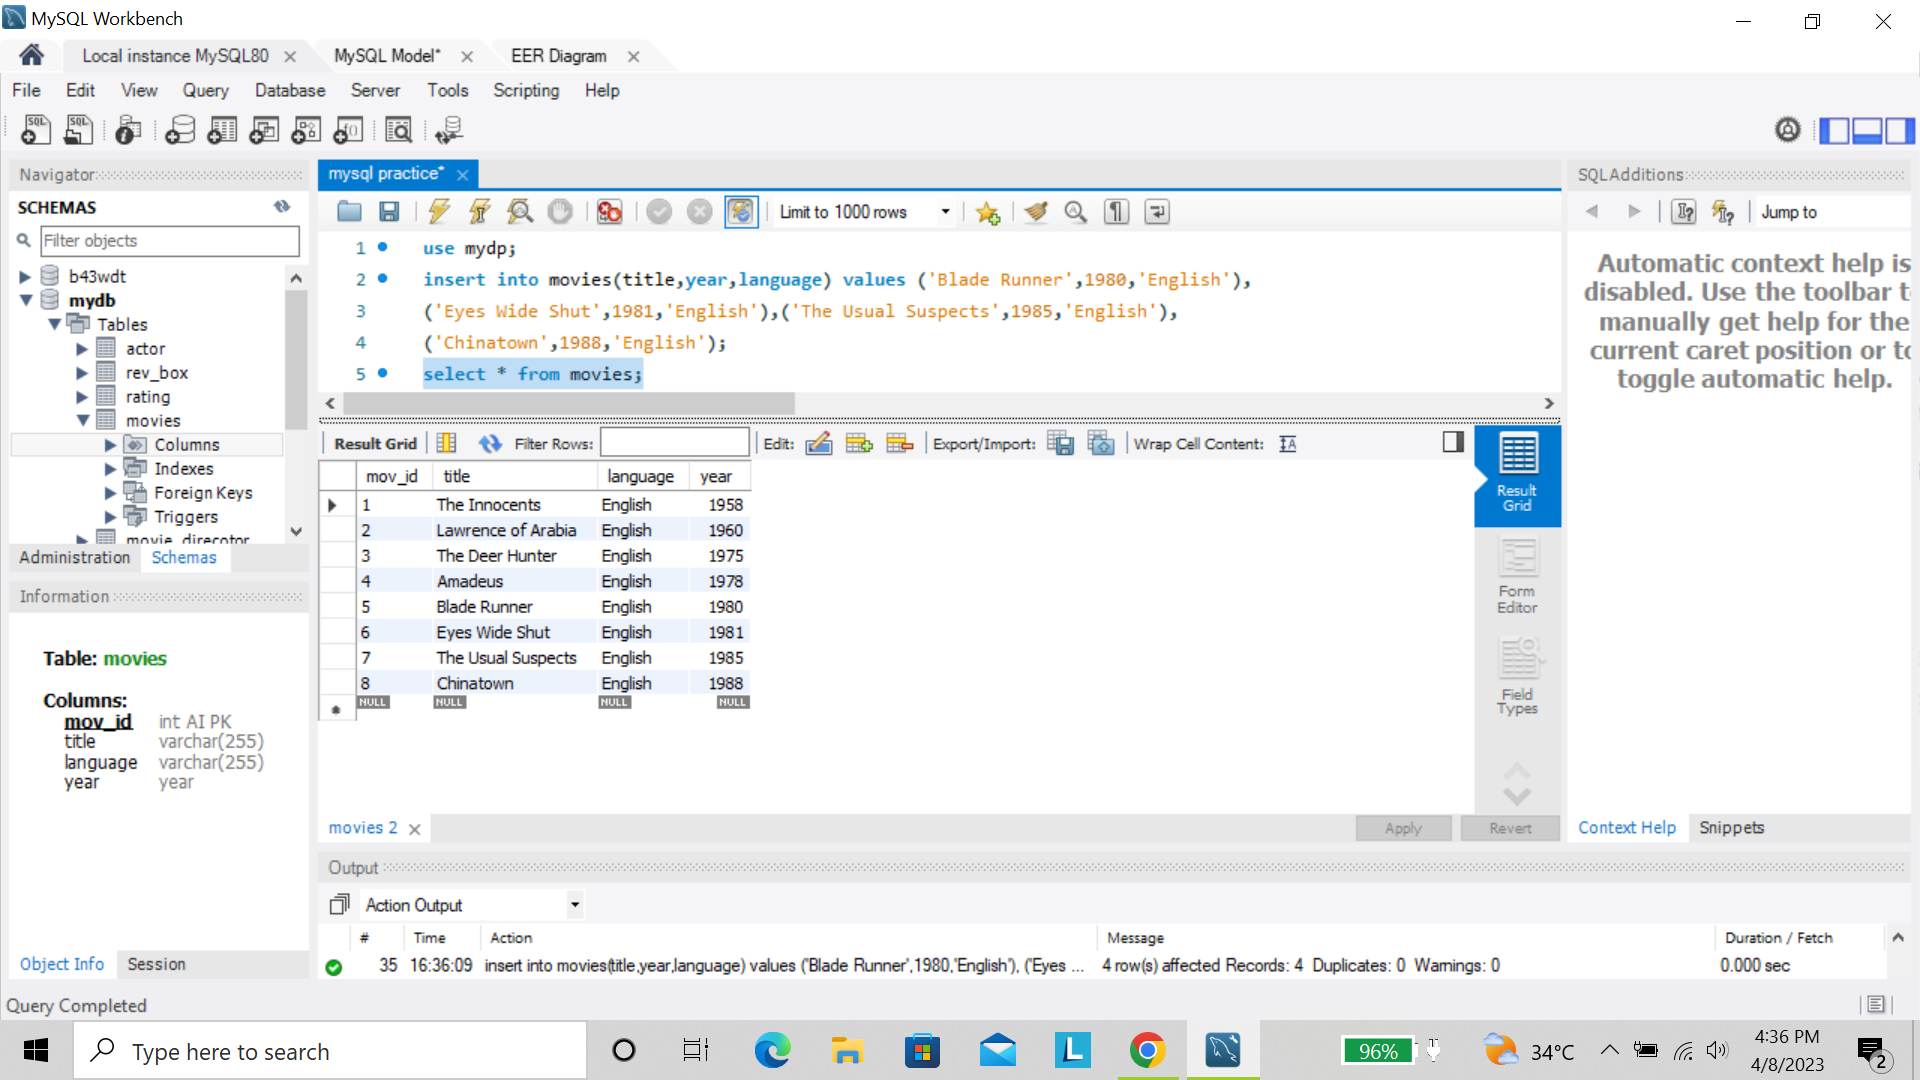 MySQL Workbench
Local instance MySQL80
MySQL Model*
EER Diagram
File Edit View Query Database Server Tools Scripting Help
Navigator
SCHEMAS
Filter objects
b43wdt
mydb
Tables
actor
rev_box
rating
movies
Columns
Indexes
Foreign Keys
Triggers
movie_direcotor
Administration Schemas
Information
Table: movies
Columns:
mov_id int AI PK
title varchar(255)
language varchar(255)
year year
Object Info Session
Query Completed
mysql practice*
Limit to 1000 rows
1 use mydp;
2 insert into movies(title,year,language) values ('Blade Runner',1980,'English'),
3 ('Eyes Wide Shut',1981,'English'),('The Usual Suspects',1985,'English'),
4 ('Chinatown',1988,'English');
5 select * from movies;
Result Grid Filter Rows: Edit: Export/Import: Wrap Cell Content:
mov_id title language year
1 The Innocents English 1958
2 Lawrence of Arabia English 1960
3 The Deer Hunter English 1975
4 Amadeus English 1978
5 Blade Runner English 1980
6 Eyes Wide Shut English 1981
7 The Usual Suspects English 1985
8 Chinatown English 1988
NULL NULL NULL NULL
Result
Grid
Form
Editor
Field
Types
movies 2
Apply Revert
SQLAdditions
Jump to
Automatic context help is
disabled. Use the toolbar t
manually get help for the
current caret position or to
toggle automatic help.
Context Help Snippets
Output
Action Output
# Time Action Message Duration / Fetch
35 16:36:09 insert into movies(title,year,language) values ('Blade Runner',1980,'English'), ('Eyes ... 4 row(s) affected Records: 4 Duplicates: 0 Warnings: 0 0.000 sec
Type here to search
96%
34°C
4:36 PM
4/8/2023
2